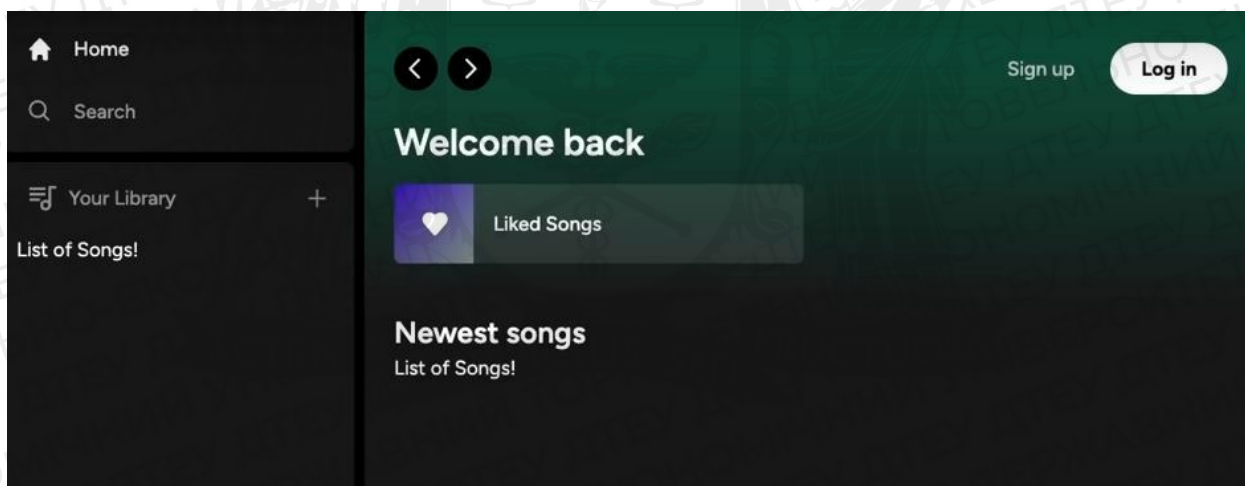 Home
Search
Your Library
List of Songs!
Sign up
Log in
Welcome back
Liked Songs
Newest songs
List of Songs!